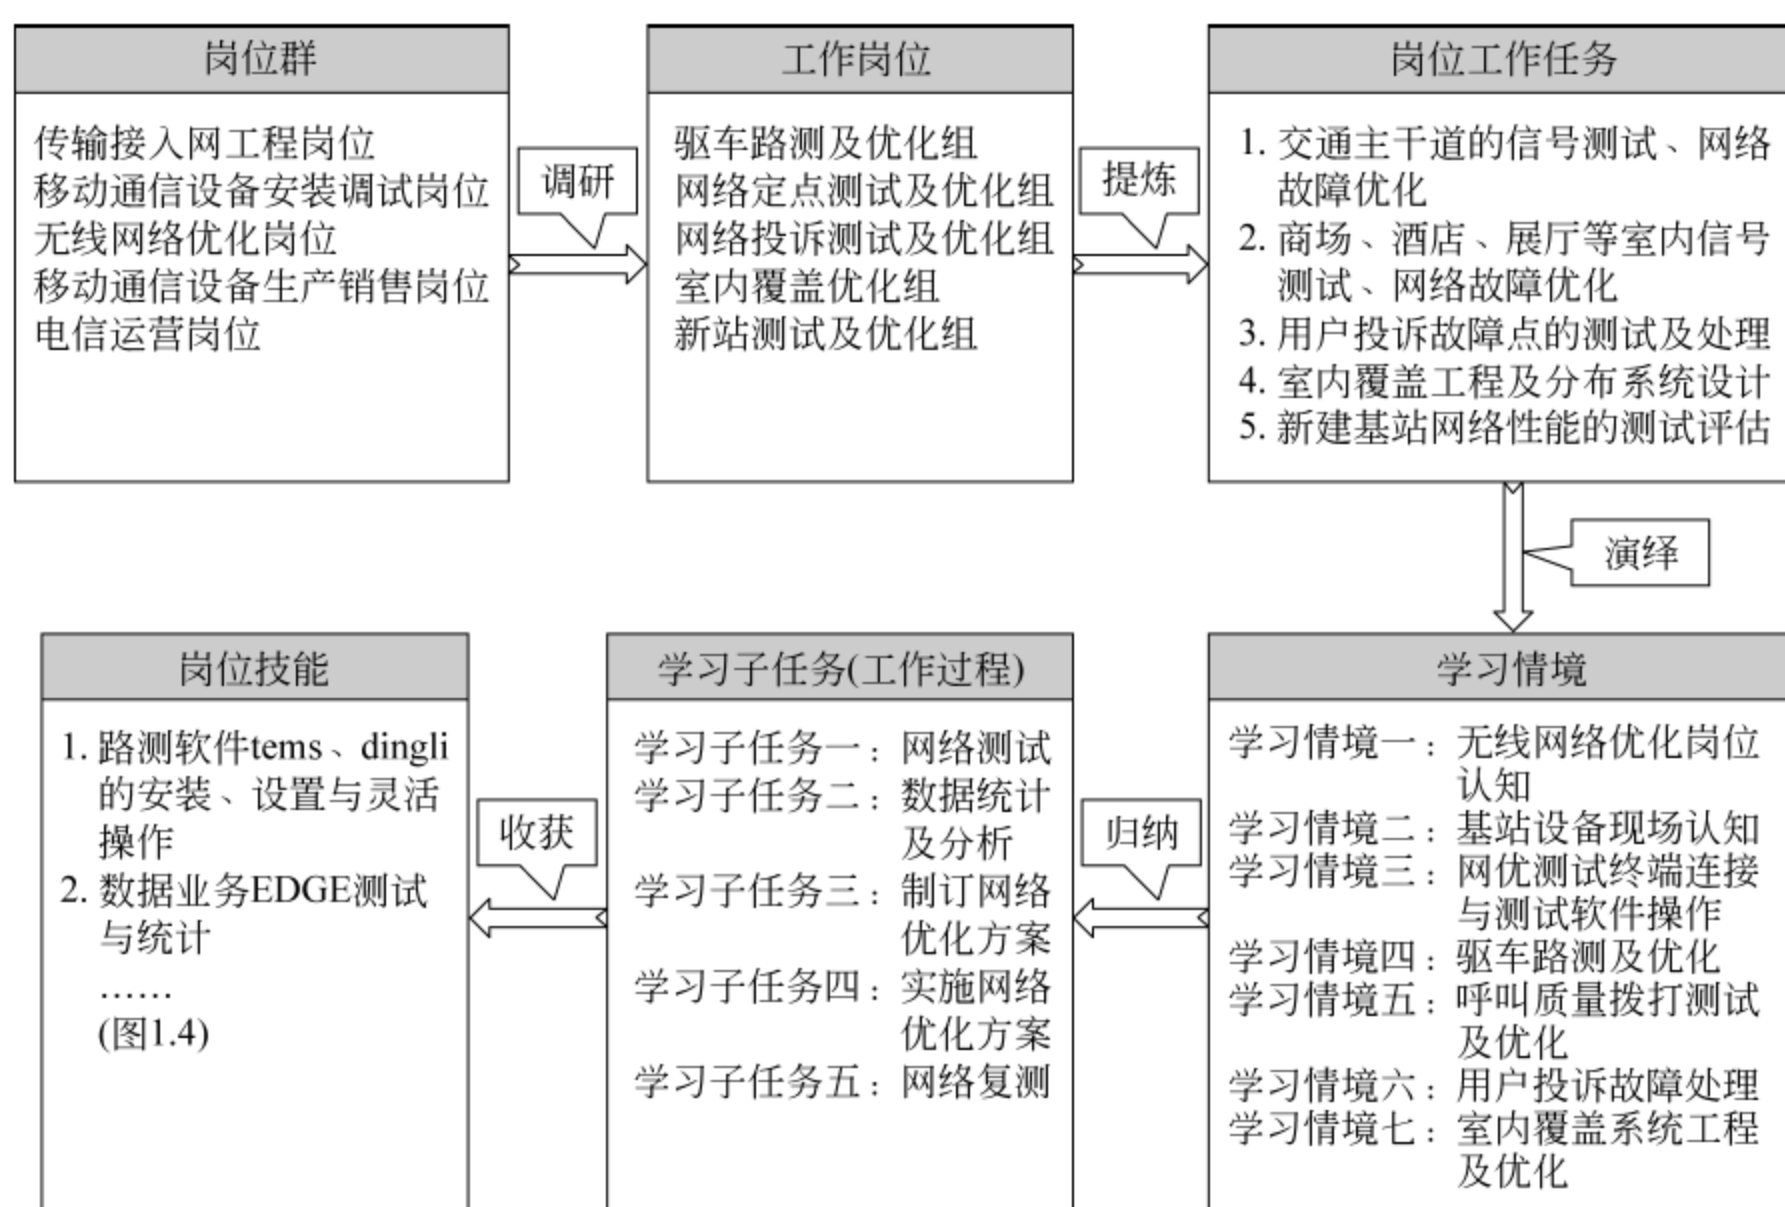 岗位群
传输接入网工程岗位
移动通信设备安装调试岗位
无线网络优化岗位
移动通信设备生产销售岗位
电信运营岗位
调研
工作岗位
驱车路测及优化组
网络定点测试及优化组
网络投诉测试及优化组
室内覆盖优化组
新站测试及优化组
提炼
岗位工作任务
1. 交通主干道的信号测试、网络
故障优化
2. 商场、酒店、展厅等室内信号
测试、网络故障优化
3. 用户投诉故障点的测试及处理
4. 室内覆盖工程及分布系统设计
5. 新建基站网络性能的测试评估
演绎
学习情境
学习情境一：无线网络优化岗位
认知
学习情境二：基站设备现场认知
学习情境三：网优测试终端连接
与测试软件操作
学习情境四：驱车路测及优化
学习情境五：呼叫质量拨打测试
及优化
学习情境六：用户投诉故障处理
学习情境七：室内覆盖系统工程
及优化
归纳
学习子任务(工作过程)
学习子任务一：网络测试
学习子任务二：数据统计
及分析
学习子任务三：制订网络
优化方案
学习子任务四：实施网络
优化方案
学习子任务五：网络复测
收获
岗位技能
1. 路测软件tems、dingli
的安装、设置与灵活
操作
2. 数据业务EDGE测试
与统计
……
(图1.4)